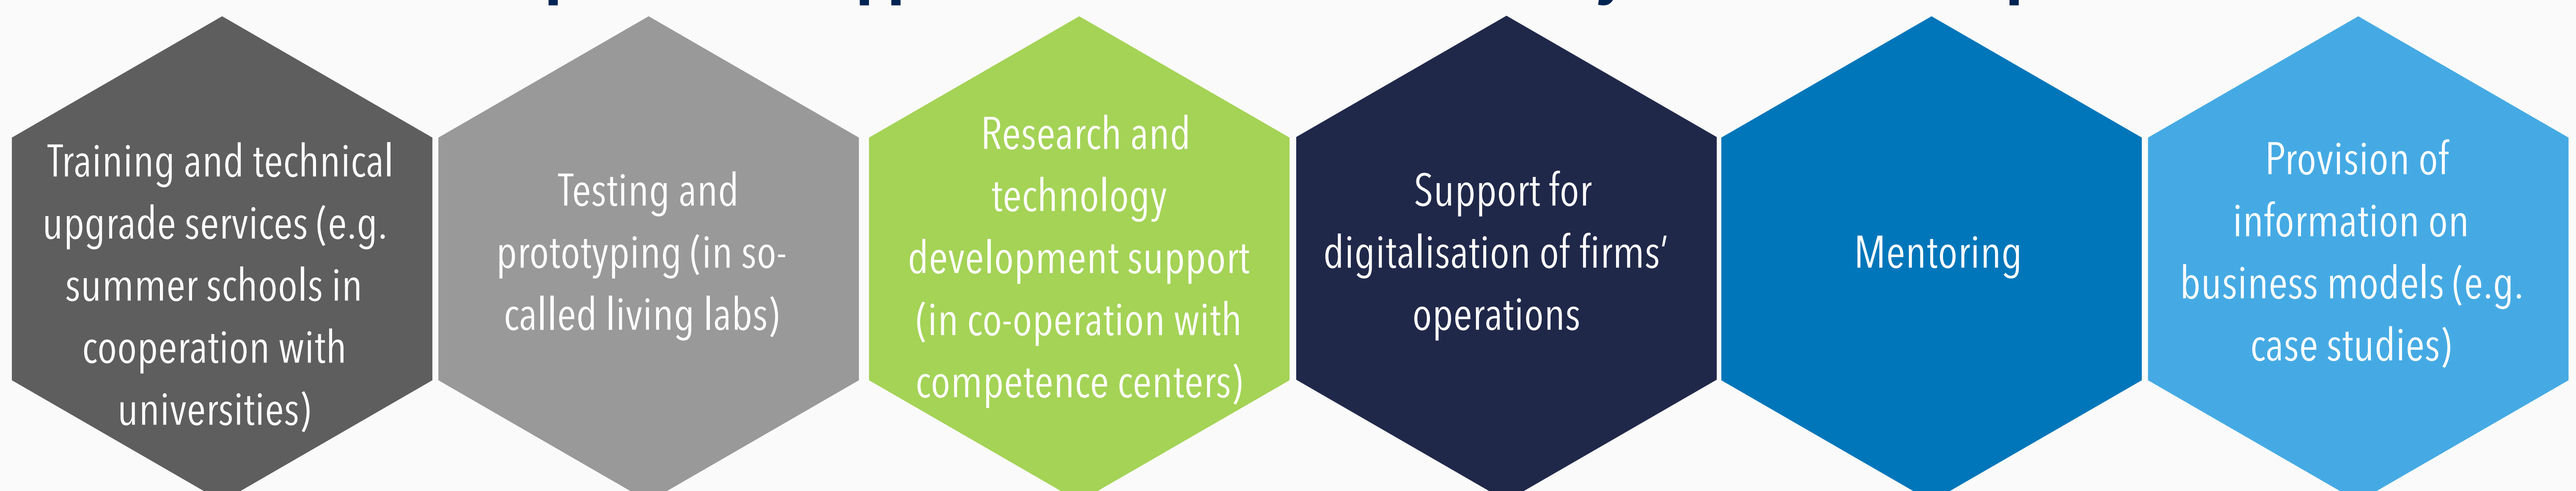 Training and technical
upgrade services (e.g.
summer schools in
cooperation with
universities)
Testing and
prototyping (in so-
called living labs)
Research and
technology
development support
(in co-operation with
competence centers)
Support for
digitalisation of firms’
operations
Mentoring
Provision of
information on
business models (e.g.
case studies)